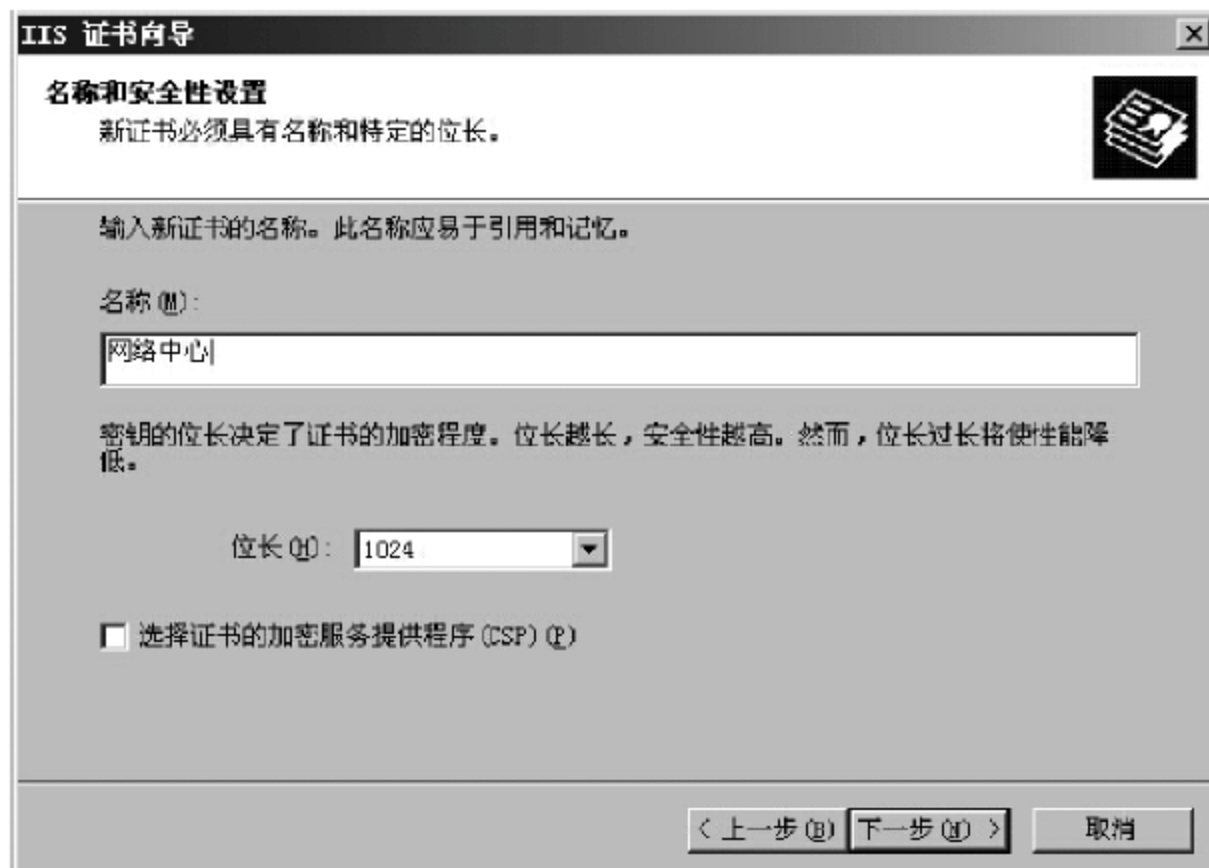 IIS 证书向导
名称和安全性设置
新证书必须具有名称和特定的位长。
输入新证书的名称。此名称应易于引用和记忆。
名称(M):
网络中心
密钥的位长决定了证书的加密程度。位长越长，安全性越高。然而，位长过长将使性能降
低。
位长(H): 1024
选择证书的加密服务提供程序(CSP)(P)
< 上一步(B) 下一步(N) > 取消